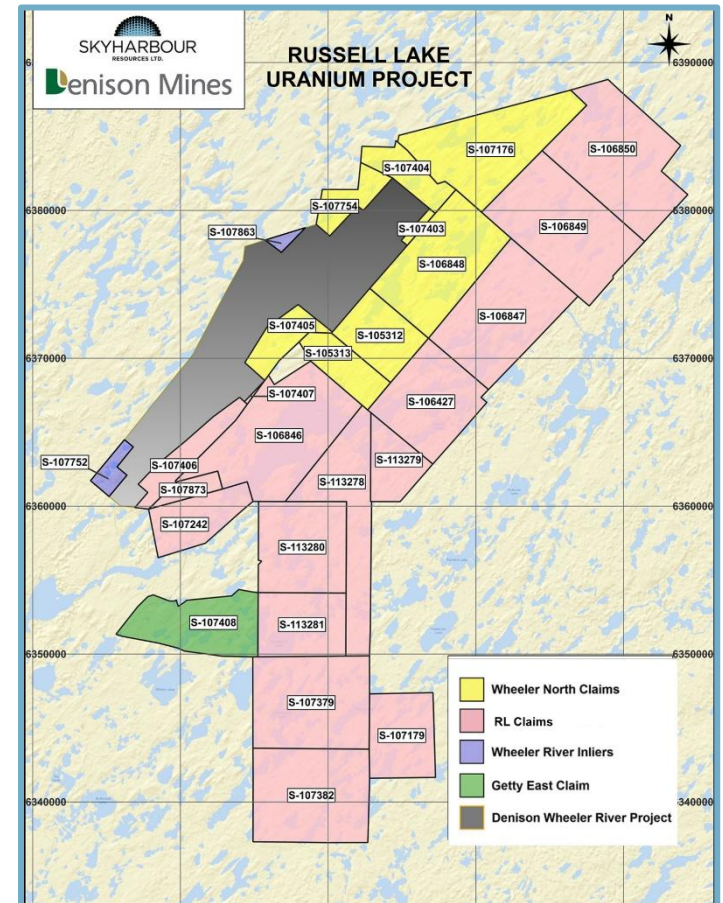 SKYHARBOUR
RESOURCES LTD.
Denison Mines
RUSSELL LAKE
URANIUM PROJECT
N
6390000
S-107176
S-106850
S-107404
6380000
6380000
S-107754
S-107403
S-106849
S-107863
S-106848
S-106847
S-107405
S-105312
S-105313
6370000
6370000
S-107407
S-106427
S-106846
S-107752
S-107406
S-113279
S-113278
S-107873
6360000
6360000
S-107242
S-113280
S-107408
S-113281
6350000
6350000
Wheeler North Claims
S-107379
RL Claims
S-107179
Wheeler River Inliers
Getty East Claim
S-107382
6340000
Denison Wheeler River Project